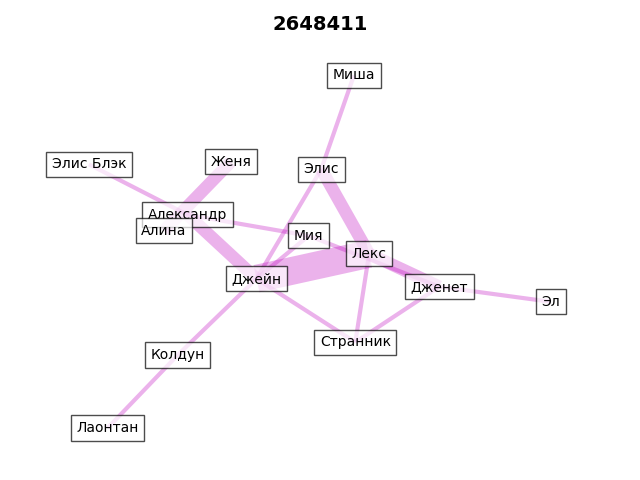 2648411
Миша
Элис Блэк
Женя
Элис
Александр
Алина
Мия
Лекс
Джейн
Дженет
Эл
Странник
Колдун
Лаонтан